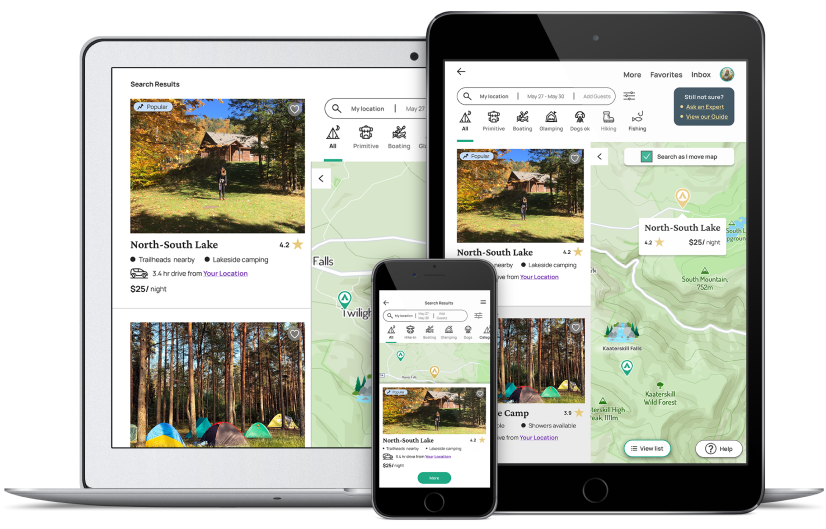 Search Results
Popular
North-South Lake
4.2
Trailheads nearby
Lakeside camping
3.4 hr drive from Your Location
$25/ night
My location
May 27
All
Primitive
Boating
Falls
More Favorites Inbox
My location
May 27 - May 30
Add Guests
All
Primitive
Boating
Glamping
Dogs ok
Hiking
Fishing
Still not sure?
Ask an Expert
View our Guide
Popular
North-South Lake
4.2
nearby
Lakeside camping
ve from Your Location
e Camp
3.9
Showers available
ve from Your Location
Search as I move map
North-South Lake
4.2
$25/ night
South Mountain,
752m
Kaaterskill Falls
Kaaterskill
Wild Forest
terskill High
eak, 1111m
View list
Help
Search Results
My location
May 27
May 30
Add
Guests
All
Hike In
Boating
Glamping
Dogs
Popular
North-South Lake
4.2
Trailheads nearby
Lakeside camping
3.4 hr drive from Your Location
$25/ night
More